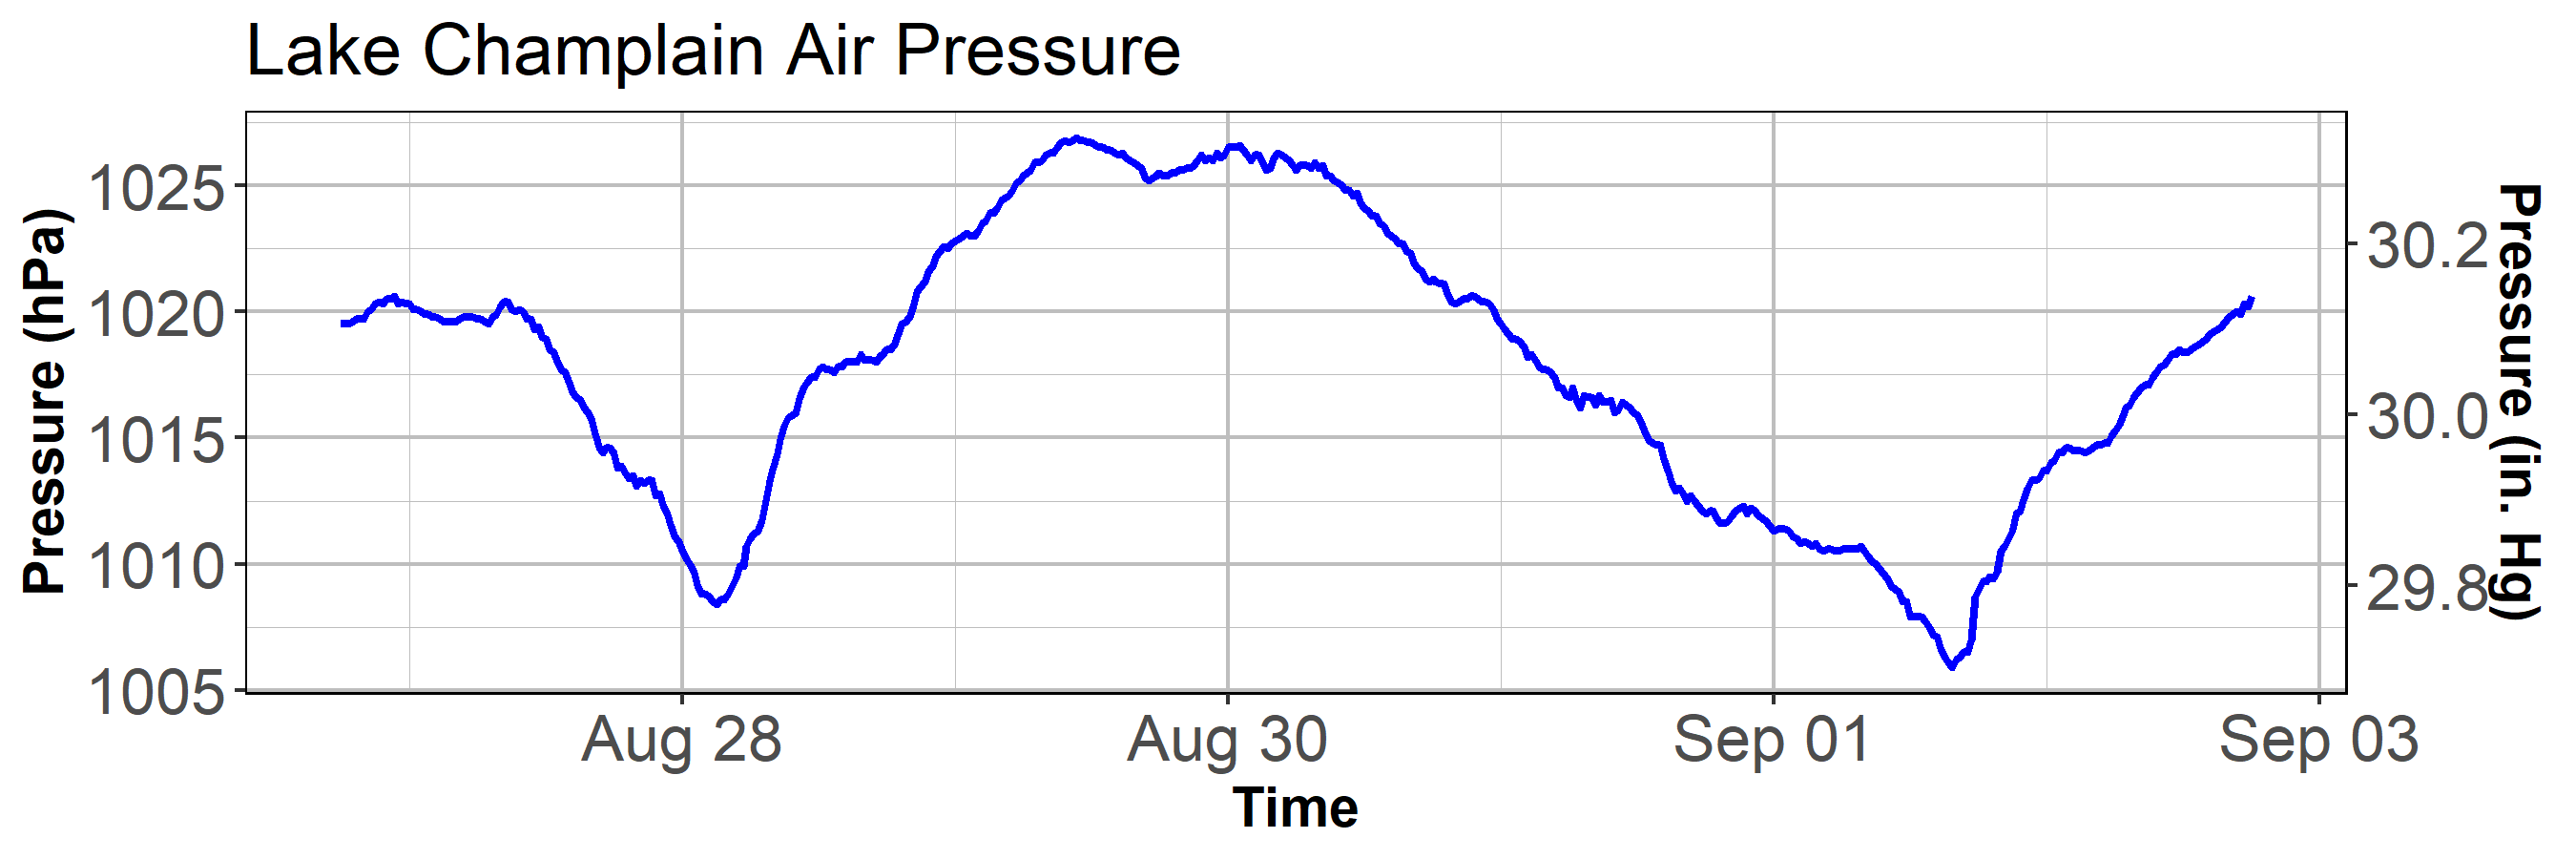 Lake Champlain Air Pressure
Pressure (hPa)
1025
1020
1015
1010
1005
30.2
30.0
29.8
Pressure (in. Hg)
Aug 28
Aug 30
Sep 01
Sep 03
Time